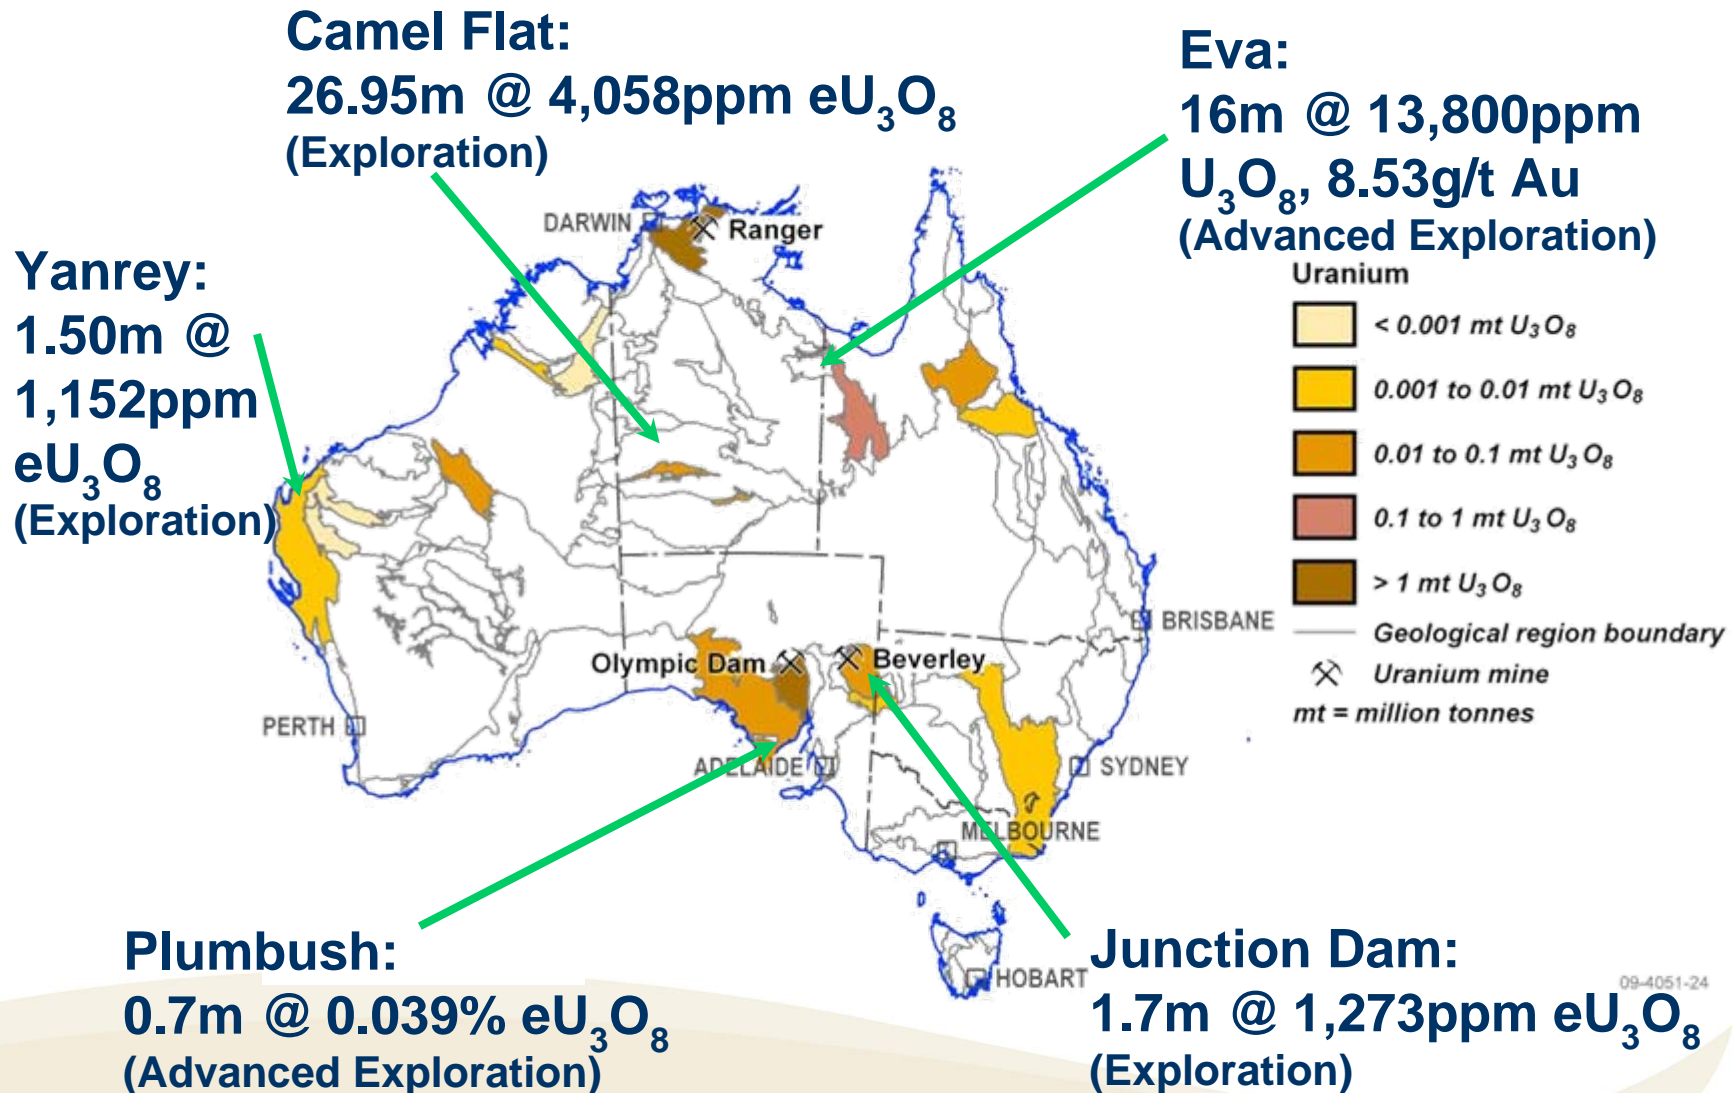 Camel Flat:
26.95m @ 4,058ppm eU₃O₈
(Exploration)
Eva:
16m @ 13,800ppm
U₃O₈, 8.53g/t Au
(Advanced Exploration)
Yanrey:
1.50m @
1,152ppm
eU₃O₈
(Exploration)
DARWIN
Ranger
Uranium
< 0.001 mt U₃O₈
0.001 to 0.01 mt U₃O₈
0.01 to 0.1 mt U₃O₈
0.1 to 1 mt U₃O₈
> 1 mt U₃O₈
Geological region boundary
Uranium mine
mt = million tonnes
BRISBANE
Olympic Dam
Beverley
PERTH
ADELAIDE
SYDNEY
MELBOURNE
HOBART
Plumbush:
0.7m @ 0.039% eU₃O₈
(Advanced Exploration)
Junction Dam:
1.7m @ 1,273ppm eU₃O₈
(Exploration)
09-4051-24